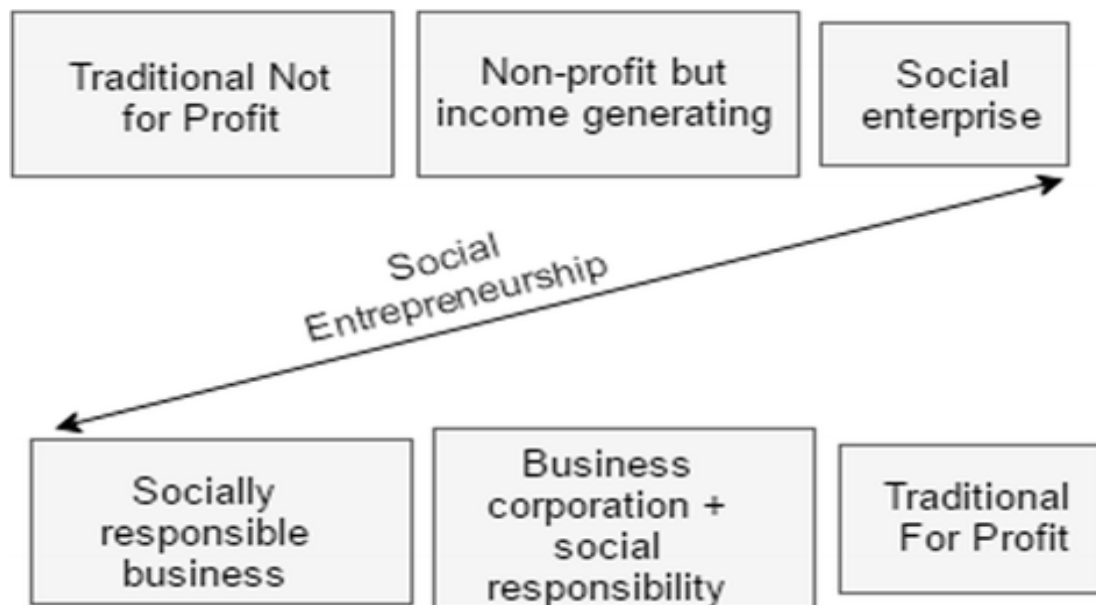 Traditional Not
for Profit
Non-profit but
income generating
Social
enterprise
Social
Entrepreneurship
Socially
responsible
business
Business
corporation +
social
responsibility
Traditional
For Profit